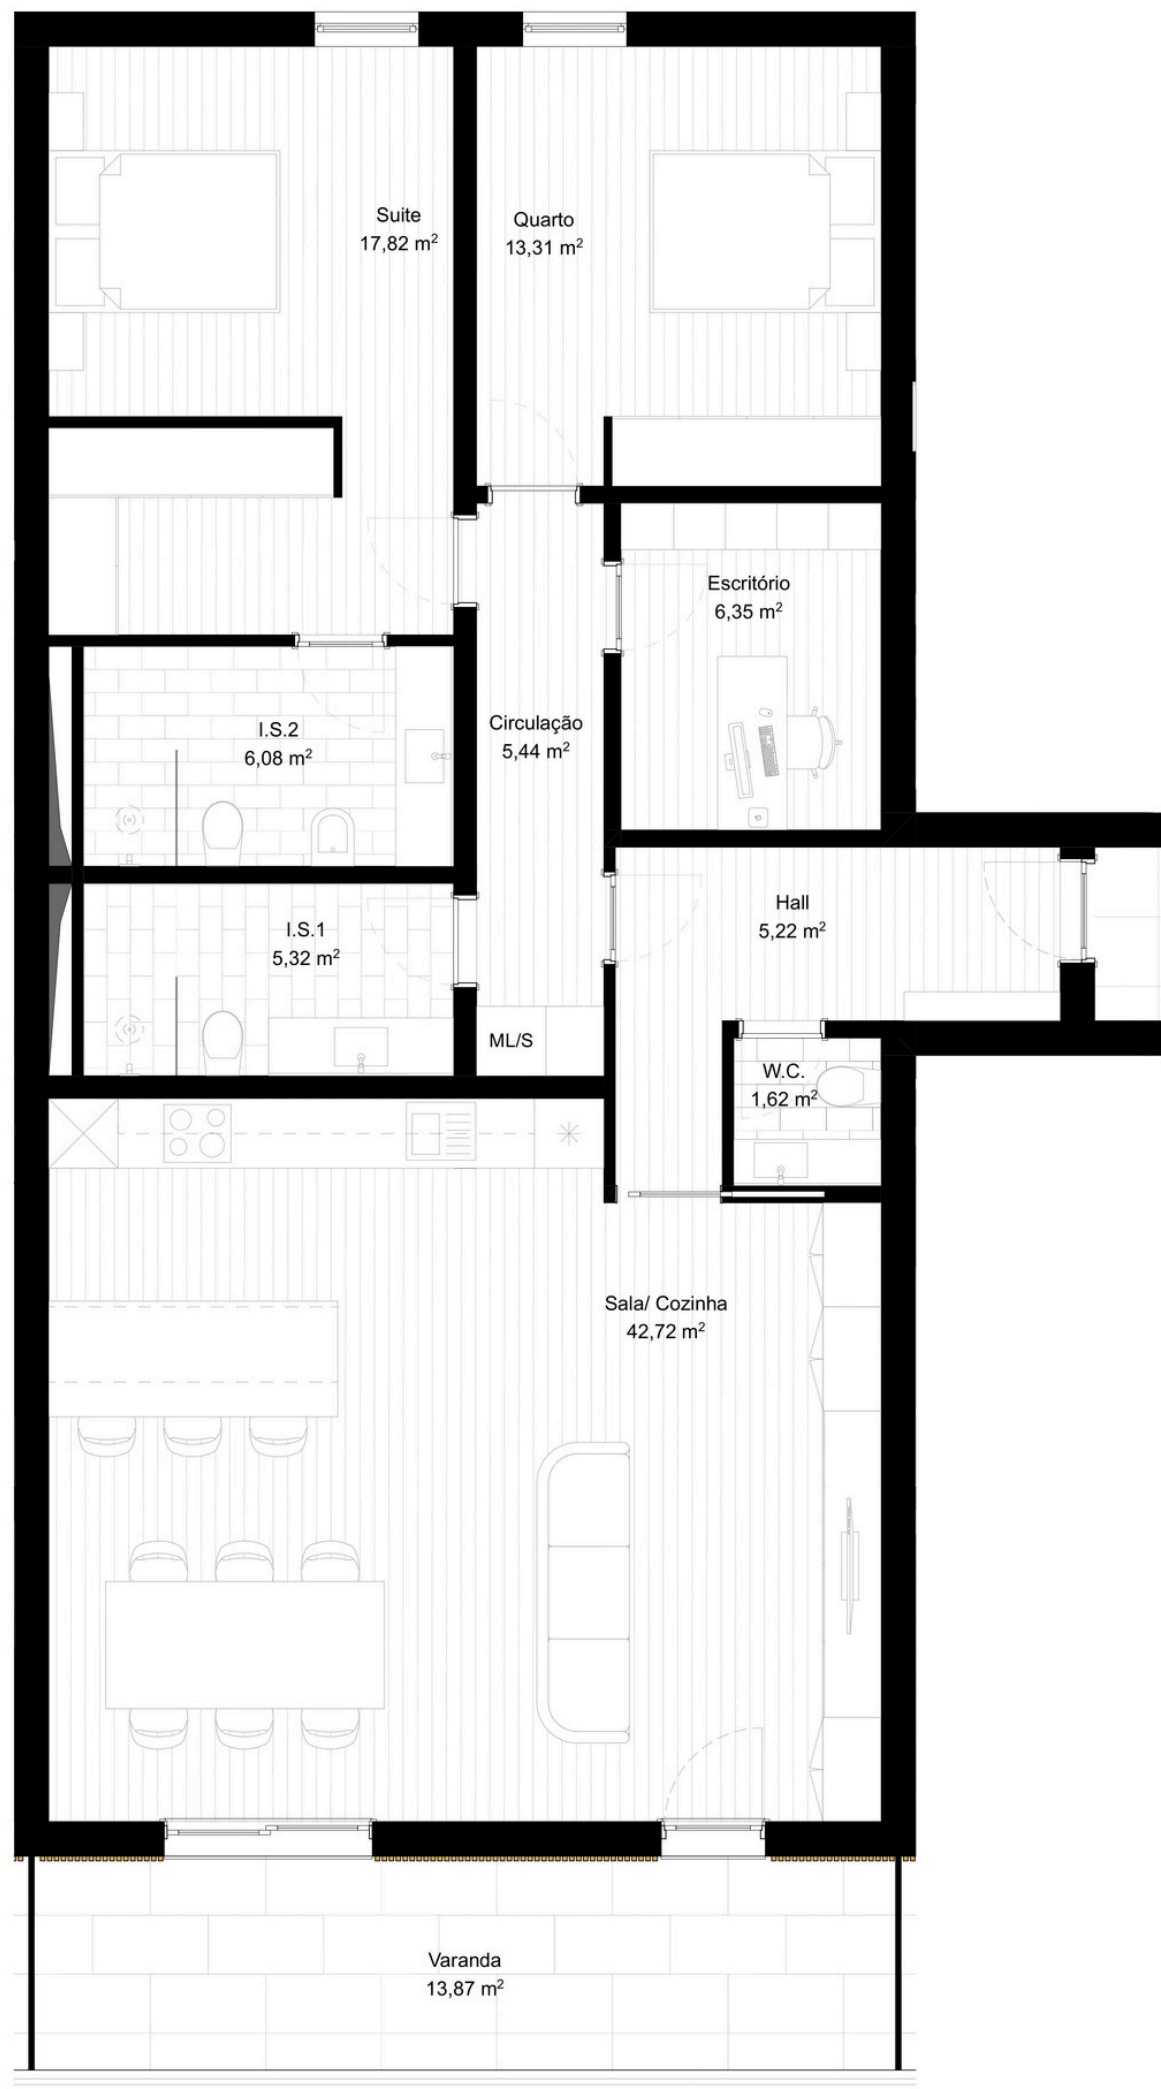 Suite
17,82 m²
Quarto
13,31 m²
Escritório
6,35 m²
Circulação
5,44 m²
I.S.2
6,08 m²
I.S.1
5,32 m²
Hall
5,22 m²
ML/S
W.C.
1,62 m²
Sala/ Cozinha
42,72 m²
Varanda
13,87 m²